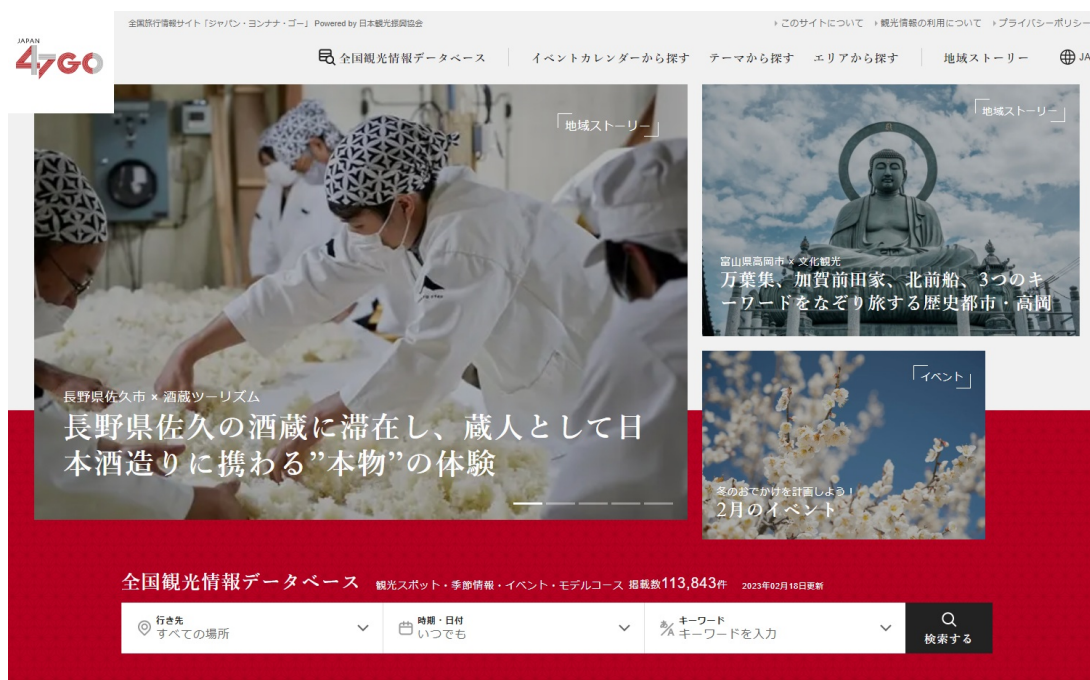 全国旅行情報サイト「ジャパン・ヨンナナ・ゴー」 Powered by 日本観光振興協会
このサイトについて
観光情報の利用について
プライバシーポリシー
JAPAN
47GO
全国観光情報データベース
イベントカレンダーから探す
テーマから探す
エリアから探す
地域ストーリー
JA
地域ストーリー
長野県佐久市 × 酒蔵ツーリズム
長野県佐久の酒蔵に滞在し、蔵人として日
本酒造りに携わる”本物”の体験
地域ストーリー
富山県高岡市 × 文化観光
万葉集、加賀前田家、北前船、3つのキ
ーワードをなぞり旅する歴史都市・高岡
イベント
冬のおでかけを計画しよう！
2月のイベント
全国観光情報データベース
観光スポット・季節情報・イベント・モデルコース 掲載数113,843件
2023年02月18日更新
行き先
すべての場所
時期・日付
いつでも
あ/A
キーワード
キーワードを入力
検索する